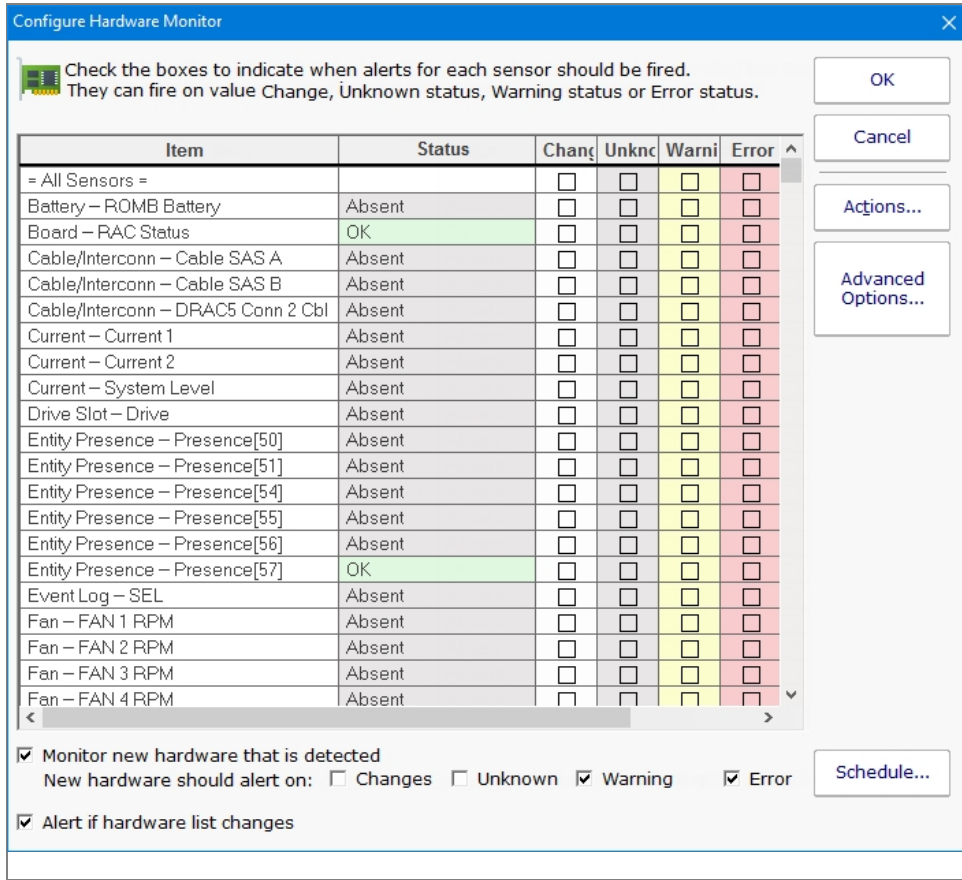 Configure Hardware Monitor
Check the boxes to indicate when alerts for each sensor should be fired.
They can fire on value Change, Unknown status, Warning status or Error status.
OK
Cancel
Actions...
Advanced
Options...
Item Status Chang Unknc Warni Error
= All Sensors =
Battery – ROMB Battery Absent
Board – RAC Status OK
Cable/Interconn – Cable SAS A Absent
Cable/Interconn – Cable SAS B Absent
Cable/Interconn – DRAC5 Conn 2 Cbl Absent
Current – Current 1 Absent
Current – Current 2 Absent
Current – System Level Absent
Drive Slot – Drive Absent
Entity Presence – Presence[50] Absent
Entity Presence – Presence[51] Absent
Entity Presence – Presence[54] Absent
Entity Presence – Presence[55] Absent
Entity Presence – Presence[56] Absent
Entity Presence – Presence[57] OK
Event Log – SEL Absent
Fan – FAN 1 RPM Absent
Fan – FAN 2 RPM Absent
Fan – FAN 3 RPM Absent
Fan – FAN 4 RPM Absent
Monitor new hardware that is detected
New hardware should alert on: Changes Unknown Warning Error
Schedule...
Alert if hardware list changes